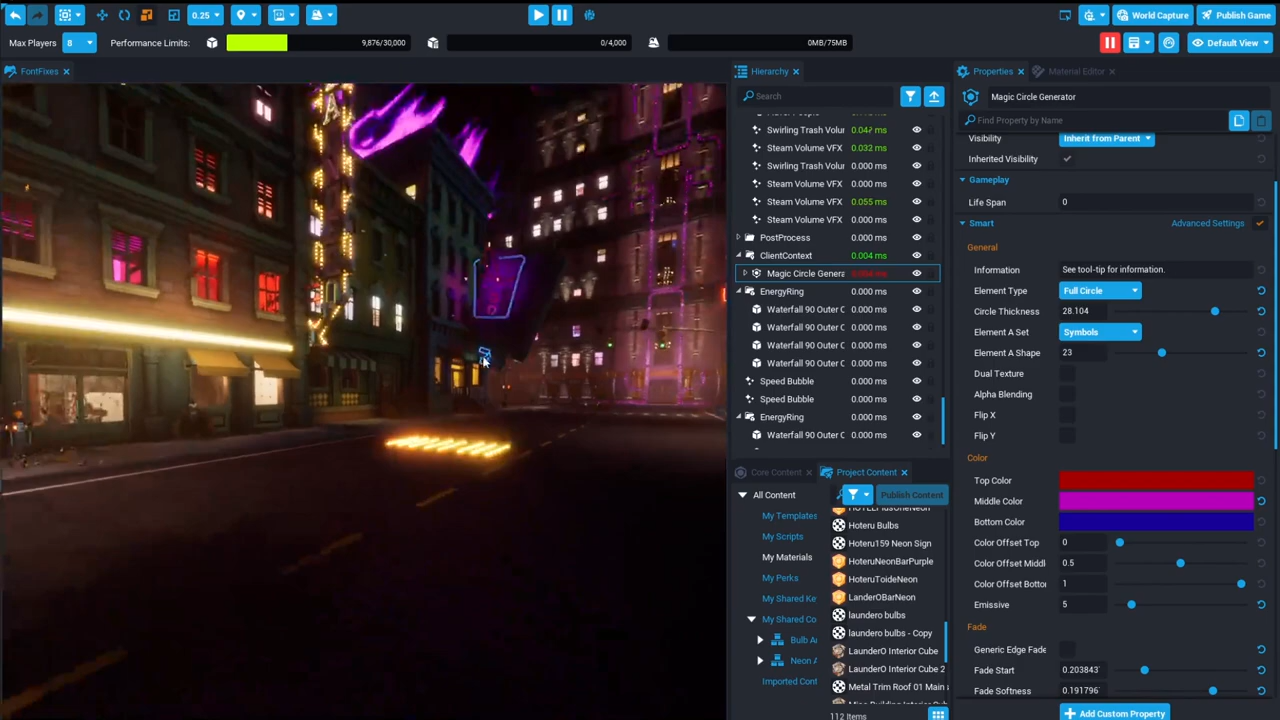 0.25
World Capture
Publish Game
Max Players
8
Performance Limits:
9,876/30,000
0/4,000
0MB/75MB
Default View
FontFixes
Hierarchy
Search
Swirling Trash Volu
Steam Volume VFX 0.032 ms
Swirling Trash Volu 0.000 ms
Steam Volume VFX 0.000 ms
Steam Volume VFX 0.055 ms
Steam Volume VFX 0.000 ms
PostProcess 0.000 ms
ClientContext 0.004 ms
Magic Circle Genera
EnergyRing 0.000 ms
Waterfall 90 Outer C 0.000 ms
Waterfall 90 Outer C 0.000 ms
Waterfall 90 Outer C 0.000 ms
Waterfall 90 Outer C 0.000 ms
Speed Bubble 0.000 ms
Speed Bubble 0.000 ms
EnergyRing 0.000 ms
Waterfall 90 Outer C 0.000 ms
Core Content
Project Content
All Content
Publish Content
My Templates
My Scripts
My Materials
My Perks
My Shared Ke
My Shared Co
Bulb A
Neon A
Imported Cont
HOTELPlusOneNeon
Hoteru Bulbs
Hoteru159 Neon Sign
HoteruNeonBarPurple
HoteruToideNeon
LanderOBarNeon
laundero bulbs
laundero bulbs - Copy
LaunderO Interior Cube
LaunderO Interior Cube 2
Metal Trim Roof 01 Main
112 Items
Properties
Material Editor
Magic Circle Generator
Find Property by Name
Visibility
Inherit from Parent
Inherited Visibility
Gameplay
Life Span 0
Smart
Advanced Settings
General
Information
See tool-tip for information.
Element Type
Full Circle
Circle Thickness 28.104
Element A Set
Symbols
Element A Shape 23
Dual Texture
Alpha Blending
Flip X
Flip Y
Color
Top Color
Middle Color
Bottom Color
Color Offset Top 0
Color Offset Middl 0.5
Color Offset Botto 1
Emissive 5
Fade
Generic Edge Fade
Fade Start 0.203843
Fade Softness 0.191796
Add Custom Property